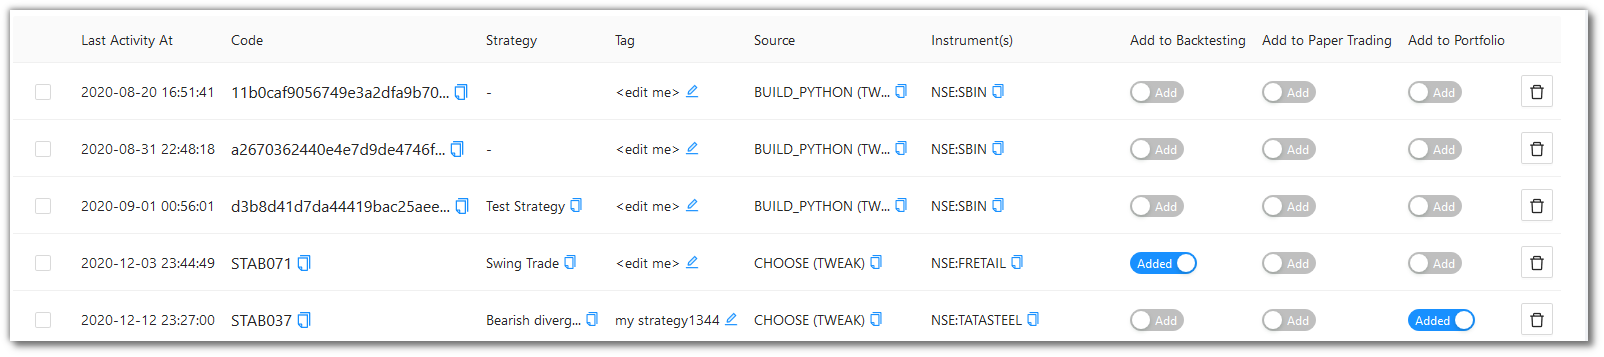 Last Activity At Code Strategy Tag Source Instrument(s) Add to Backtesting Add to Paper Trading Add to Portfolio
2020-08-20 16:51:41 11b0caf9056749e3a2dfa9b70... - <edit me> BUILD_PYTHON (TW... NSE:SBIN Add Add Add
2020-08-31 22:48:18 a2670362440e4e7d9de4746f... - <edit me> BUILD_PYTHON (TW... NSE:SBIN Add Add Add
2020-09-01 00:56:01 d3b8d41d7da44419bac25aee... Test Strategy <edit me> BUILD_PYTHON (TW... NSE:SBIN Add Add Add
2020-12-03 23:44:49 STAB071 Swing Trade <edit me> CHOOSE (TWEAK) NSE:FRETAIL Added Add Add
2020-12-12 23:27:00 STAB037 Bearish diverg... my strategy1344 CHOOSE (TWEAK) NSE:TATASTEEL Add Add Added